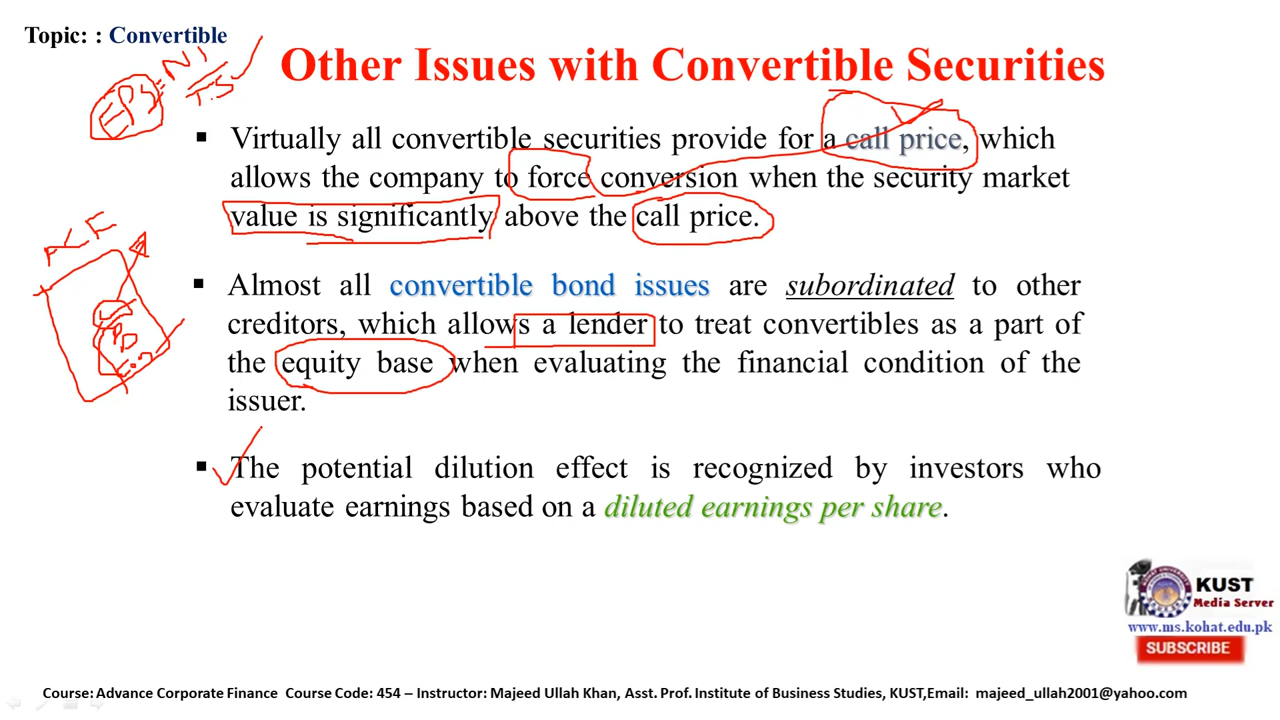 Topic: : Convertible
Other Issues with Convertible Securities
NI
EPS=
T.S
▪ Virtually all convertible securities provide for a call price, which
allows the company to force conversion when the security market
value is significantly above the call price.
▪ Almost all convertible bond issues are subordinated to other
creditors, which allows a lender to treat convertibles as a part of
the equity base when evaluating the financial condition of the
issuer.
▪ The potential dilution effect is recognized by investors who
evaluate earnings based on a diluted earnings per share.
KUST
Media Server
www.ms.kohat.edu.pk
SUBSCRIBE
Course: Advance Corporate Finance Course Code: 454 – Instructor: Majeed Ullah Khan, Asst. Prof. Institute of Business Studies, KUST,Email: majeed_ullah2001@yahoo.com